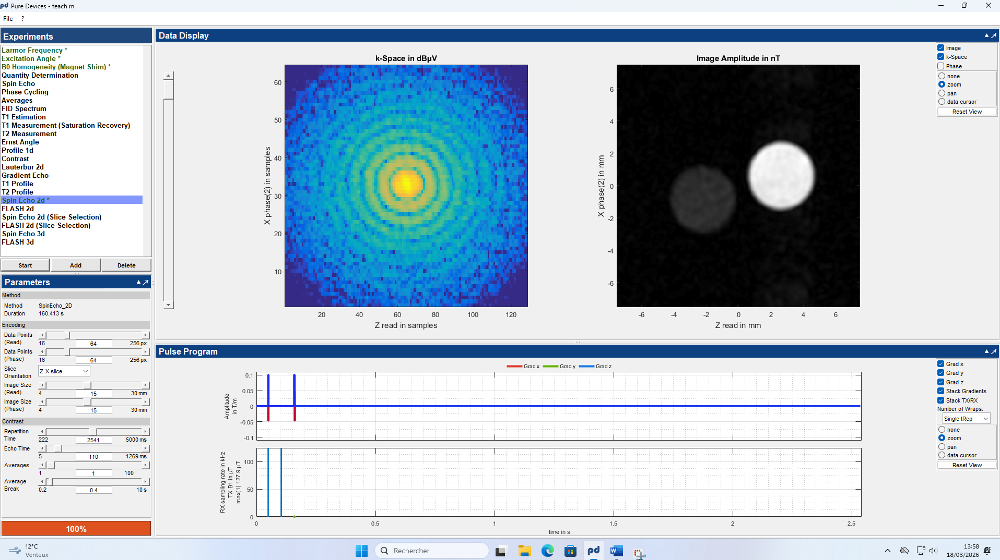 pd Pure Devices - teach m
File ?
Experiments
Larmor Frequency *
Excitation Angle *
B0 Homogeneity (Magnet Shim) *
Quantity Determination
Spin Echo
Phase Cycling
Averages
FID Spectrum
T1 Estimation
T1 Measurement (Saturation Recovery)
T2 Measurement
Ernst Angle
Profile 1d
Contrast
Lauterbur 2d
Gradient Echo
T1 Profile
T2 Profile
Spin Echo 2d *
FLASH 2d
Spin Echo 2d (Slice Selection)
FLASH 2d (Slice Selection)
Spin Echo 3d
FLASH 3d
Start Add Delete
Parameters
Method
Method SpinEcho_2D
Duration 160.413 s
Encoding
Data Points
(Read) 16 64 256 px
Data Points
(Phase) 16 64 256 px
Slice
Orientation Z-X slice
Image Size
(Read) 4 15 30 mm
Image Size
(Phase) 4 15 30 mm
Contrast
Repetition
Time 222 2541 5000 ms
Echo Time
5 110 1269 ms
Averages
1 1 100
Average
Break 0.2 0.4 10 s
100%
Data Display
k-Space in dBµV
60
50
40
30
20
10
X phase(2) in samples
20 40 60 80 100 120
Z read in samples
Image Amplitude in nT
6
4
2
0
-2
-4
-6
X phase(2) in mm
-6 -4 -2 0 2 4 6
Z read in mm
Image
k-Space
Phase
none
zoom
pan
data cursor
Reset View
Pulse Program
Grad x Grad y Grad z
0.1
0.05
0
-0.05
-0.1
Amplitude
in T/m
100
50
0
RX sampling rate in kHz
TX B1 in µT
max(1) 127.9 µT
0 0.5 1 1.5 2 2.5
time in s
Grad x
Grad y
Grad z
Stack Gradients
Stack TX/RX
Number of Wraps:
Single tRep
none
zoom
pan
data cursor
Reset View
12°C
Venteux
Rechercher
pd
W
13:58
18/03/2026